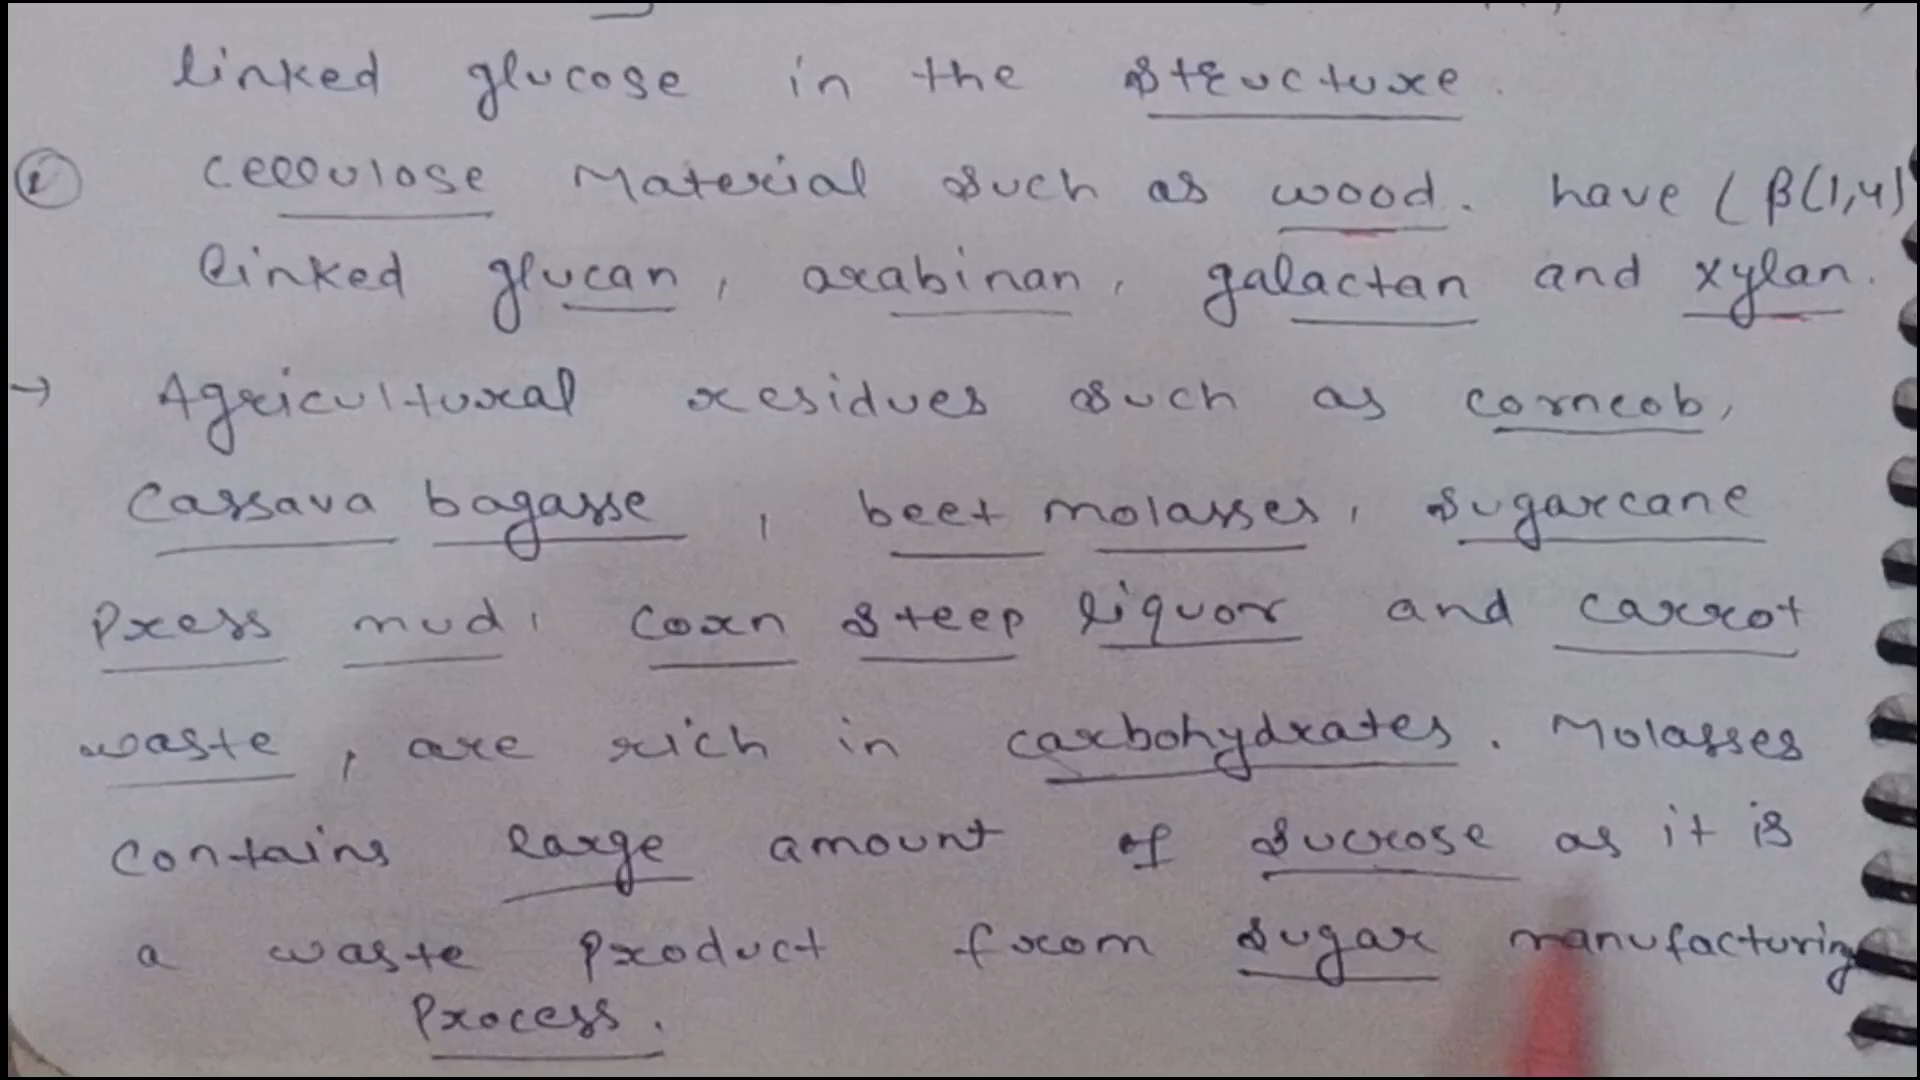 linked glucose in the structure.
② cellulose Material such as wood. have (β(1,4)
linked glucan, arabinan, galactan and xylan.
→ Agricultural residues such as corncob,
Cassava bagasse, beet molasses, sugarcane
Press mud, corn steep liquor and carrot
waste, are rich in carbohydrates. Molasses
contains large amount of sucrose as it is
a waste product from sugar manufacturing
Process.